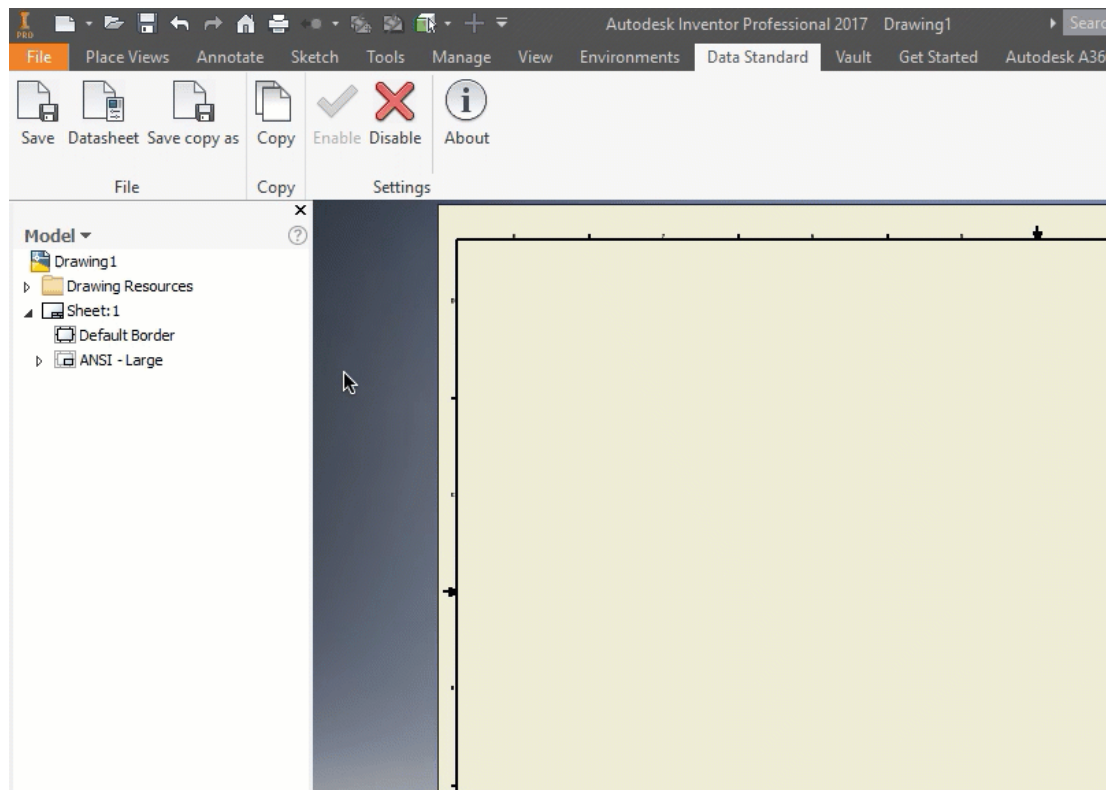 PRO
Autodesk Inventor Professional 2017 Drawing1
File Place Views Annotate Sketch Tools Manage View Environments Data Standard Vault Get Started Autodesk A36
Save Datasheet Save copy as Copy Enable Disable About
File Copy Settings
Model
Drawing1
Drawing Resources
Sheet:1
Default Border
ANSI - Large